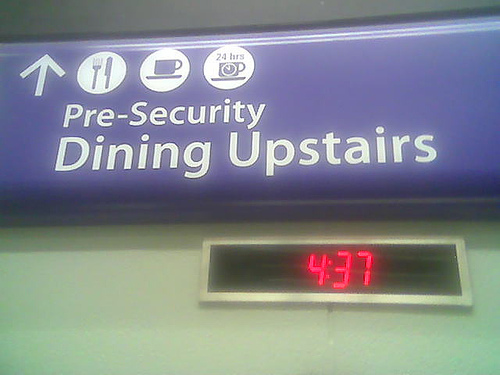 24 hrs
Pre-Security
Dining Upstairs
4:37